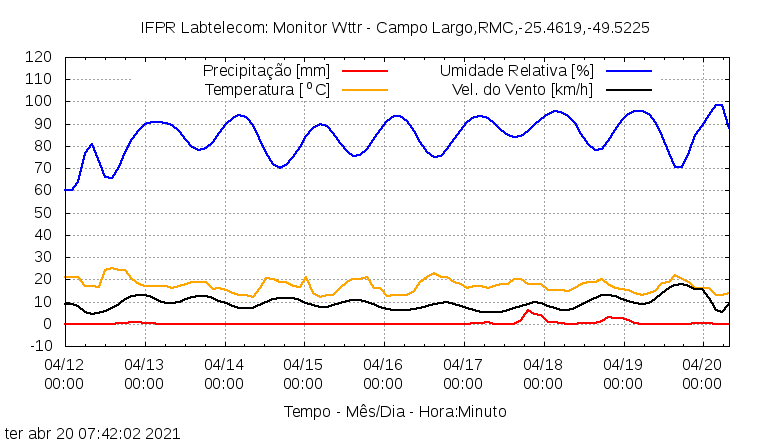 IFPR Labtelecom: Monitor Wttr - Campo Largo,RMC,-25.4619,-49.5225
Precipitação [mm]
Umidade Relativa [%]
Temperatura [⁰C]
Vel. do Vento [km/h]
120
110
100
90
80
70
60
50
40
30
20
10
0
-10
04/12 04/13 04/14 04/15 04/16 04/17 04/18 04/19 04/20
00:00 00:00 00:00 00:00 00:00 00:00 00:00 00:00 00:00
Tempo - Mês/Dia - Hora:Minuto
ter abr 20 07:42:02 2021